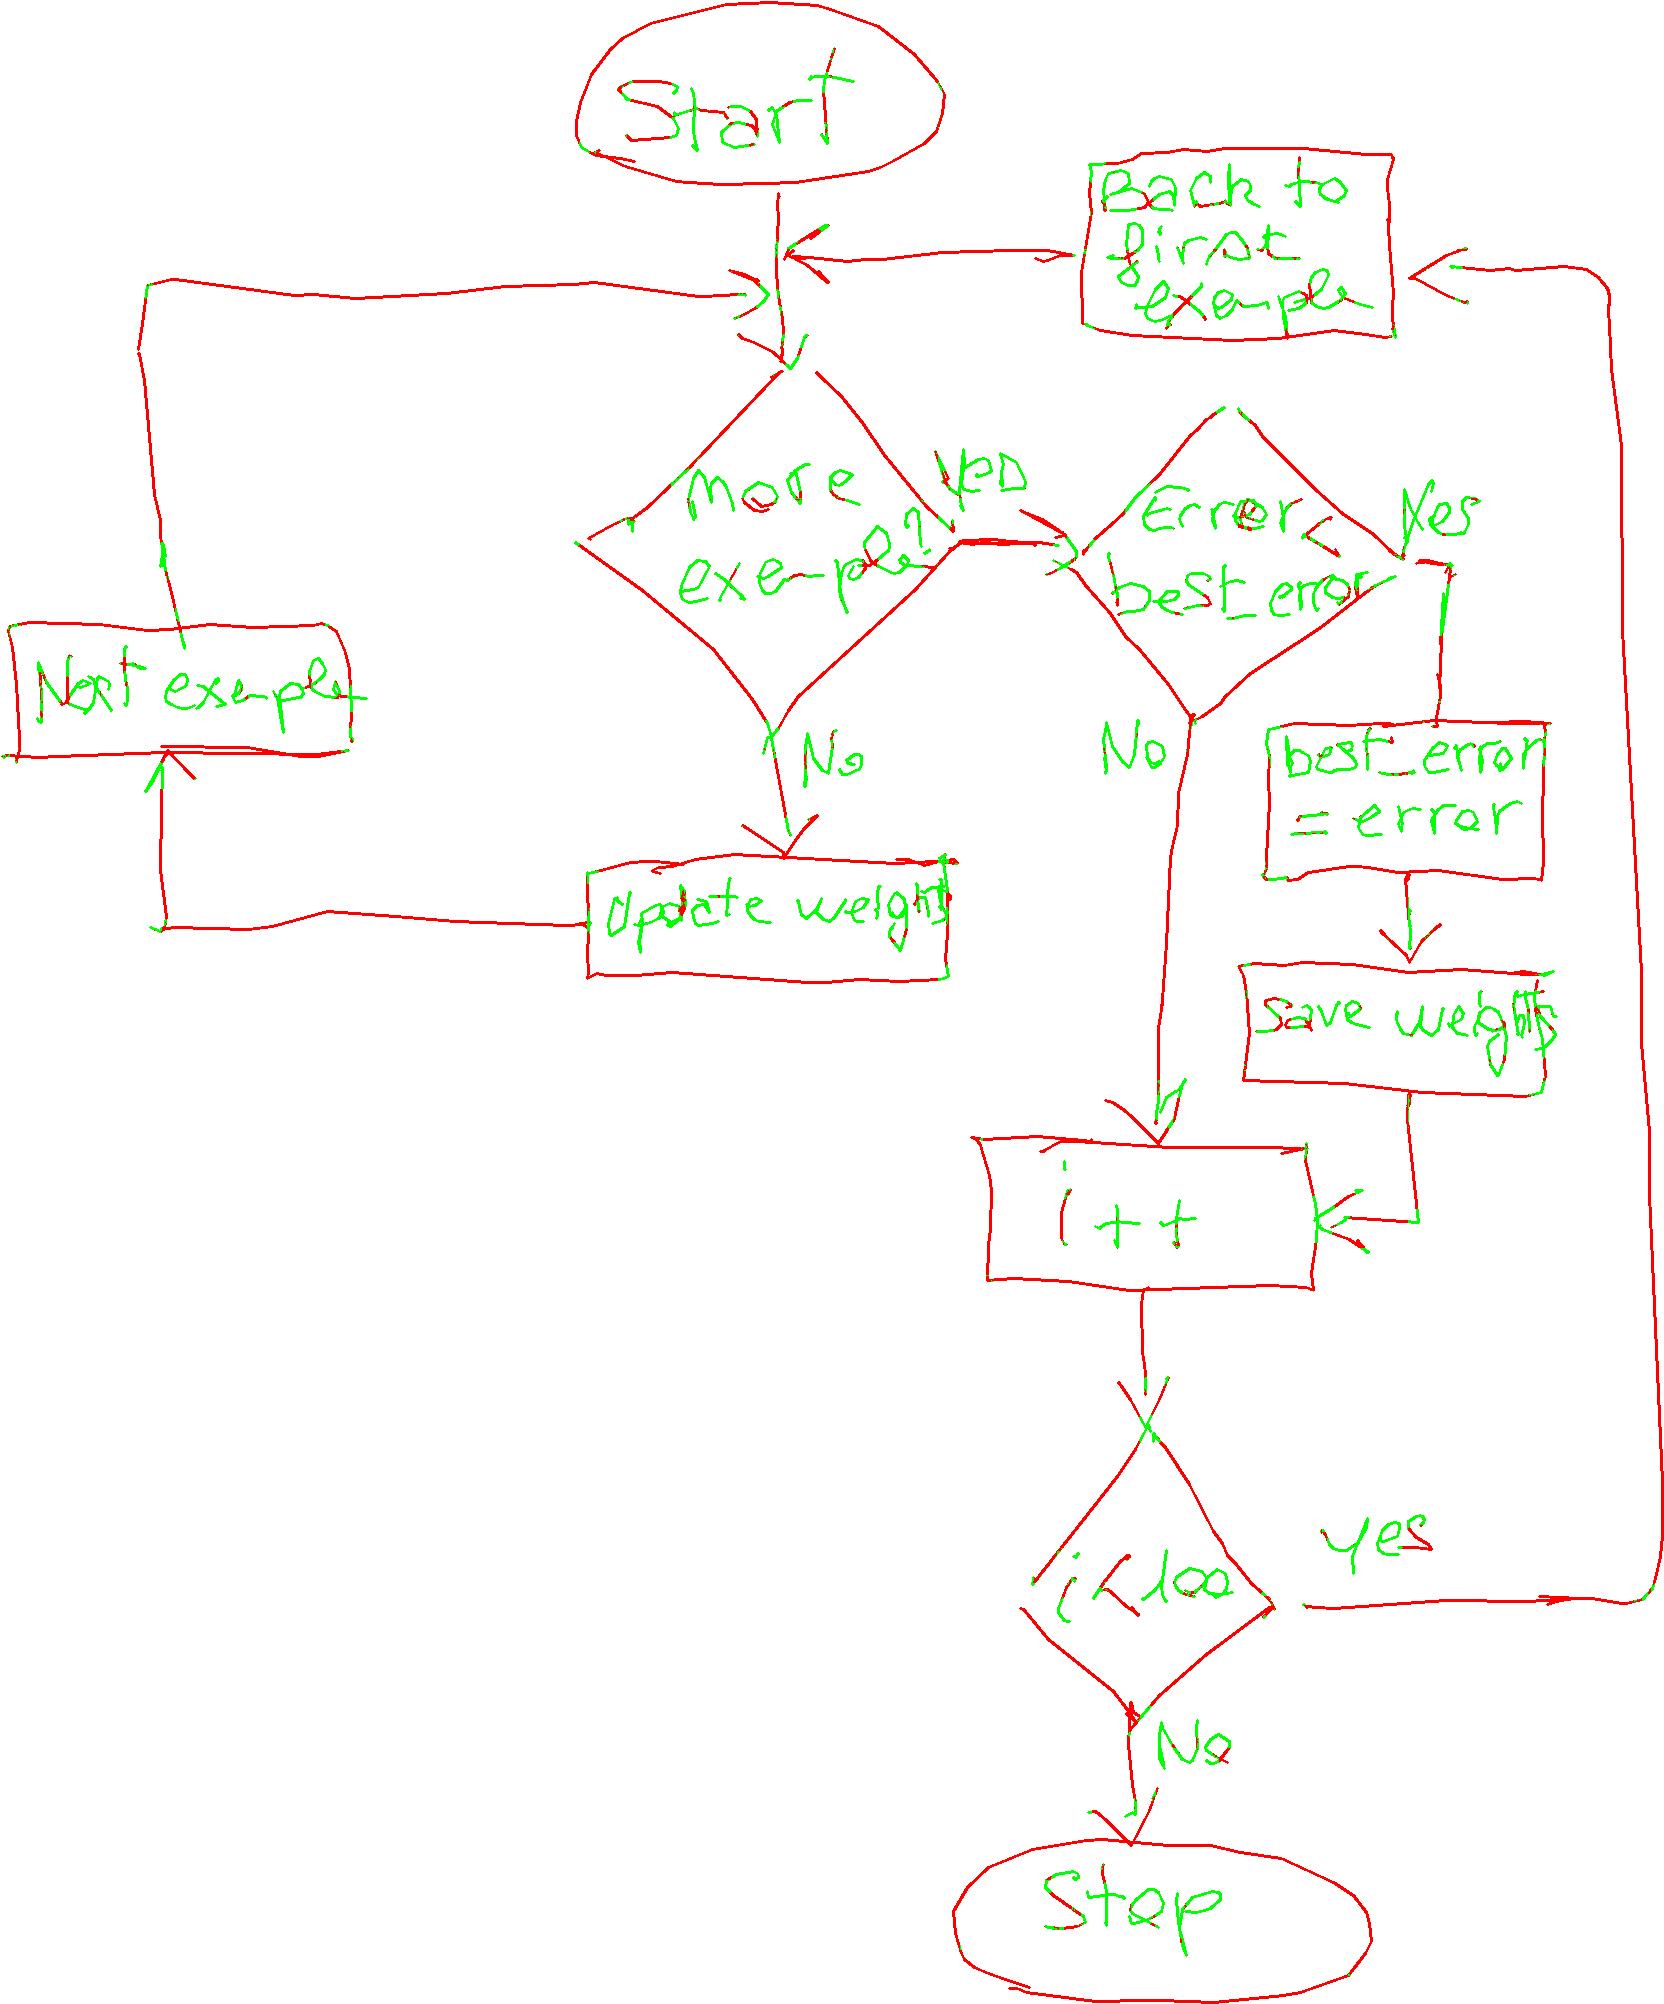 Start
Back to
first
exemple
More
exemple?
Yes
Error <
best_error
Yes
Next exemple
No
No
best_error
= error
Update weights
Save weights
i++
i<100
yes
No
Stop